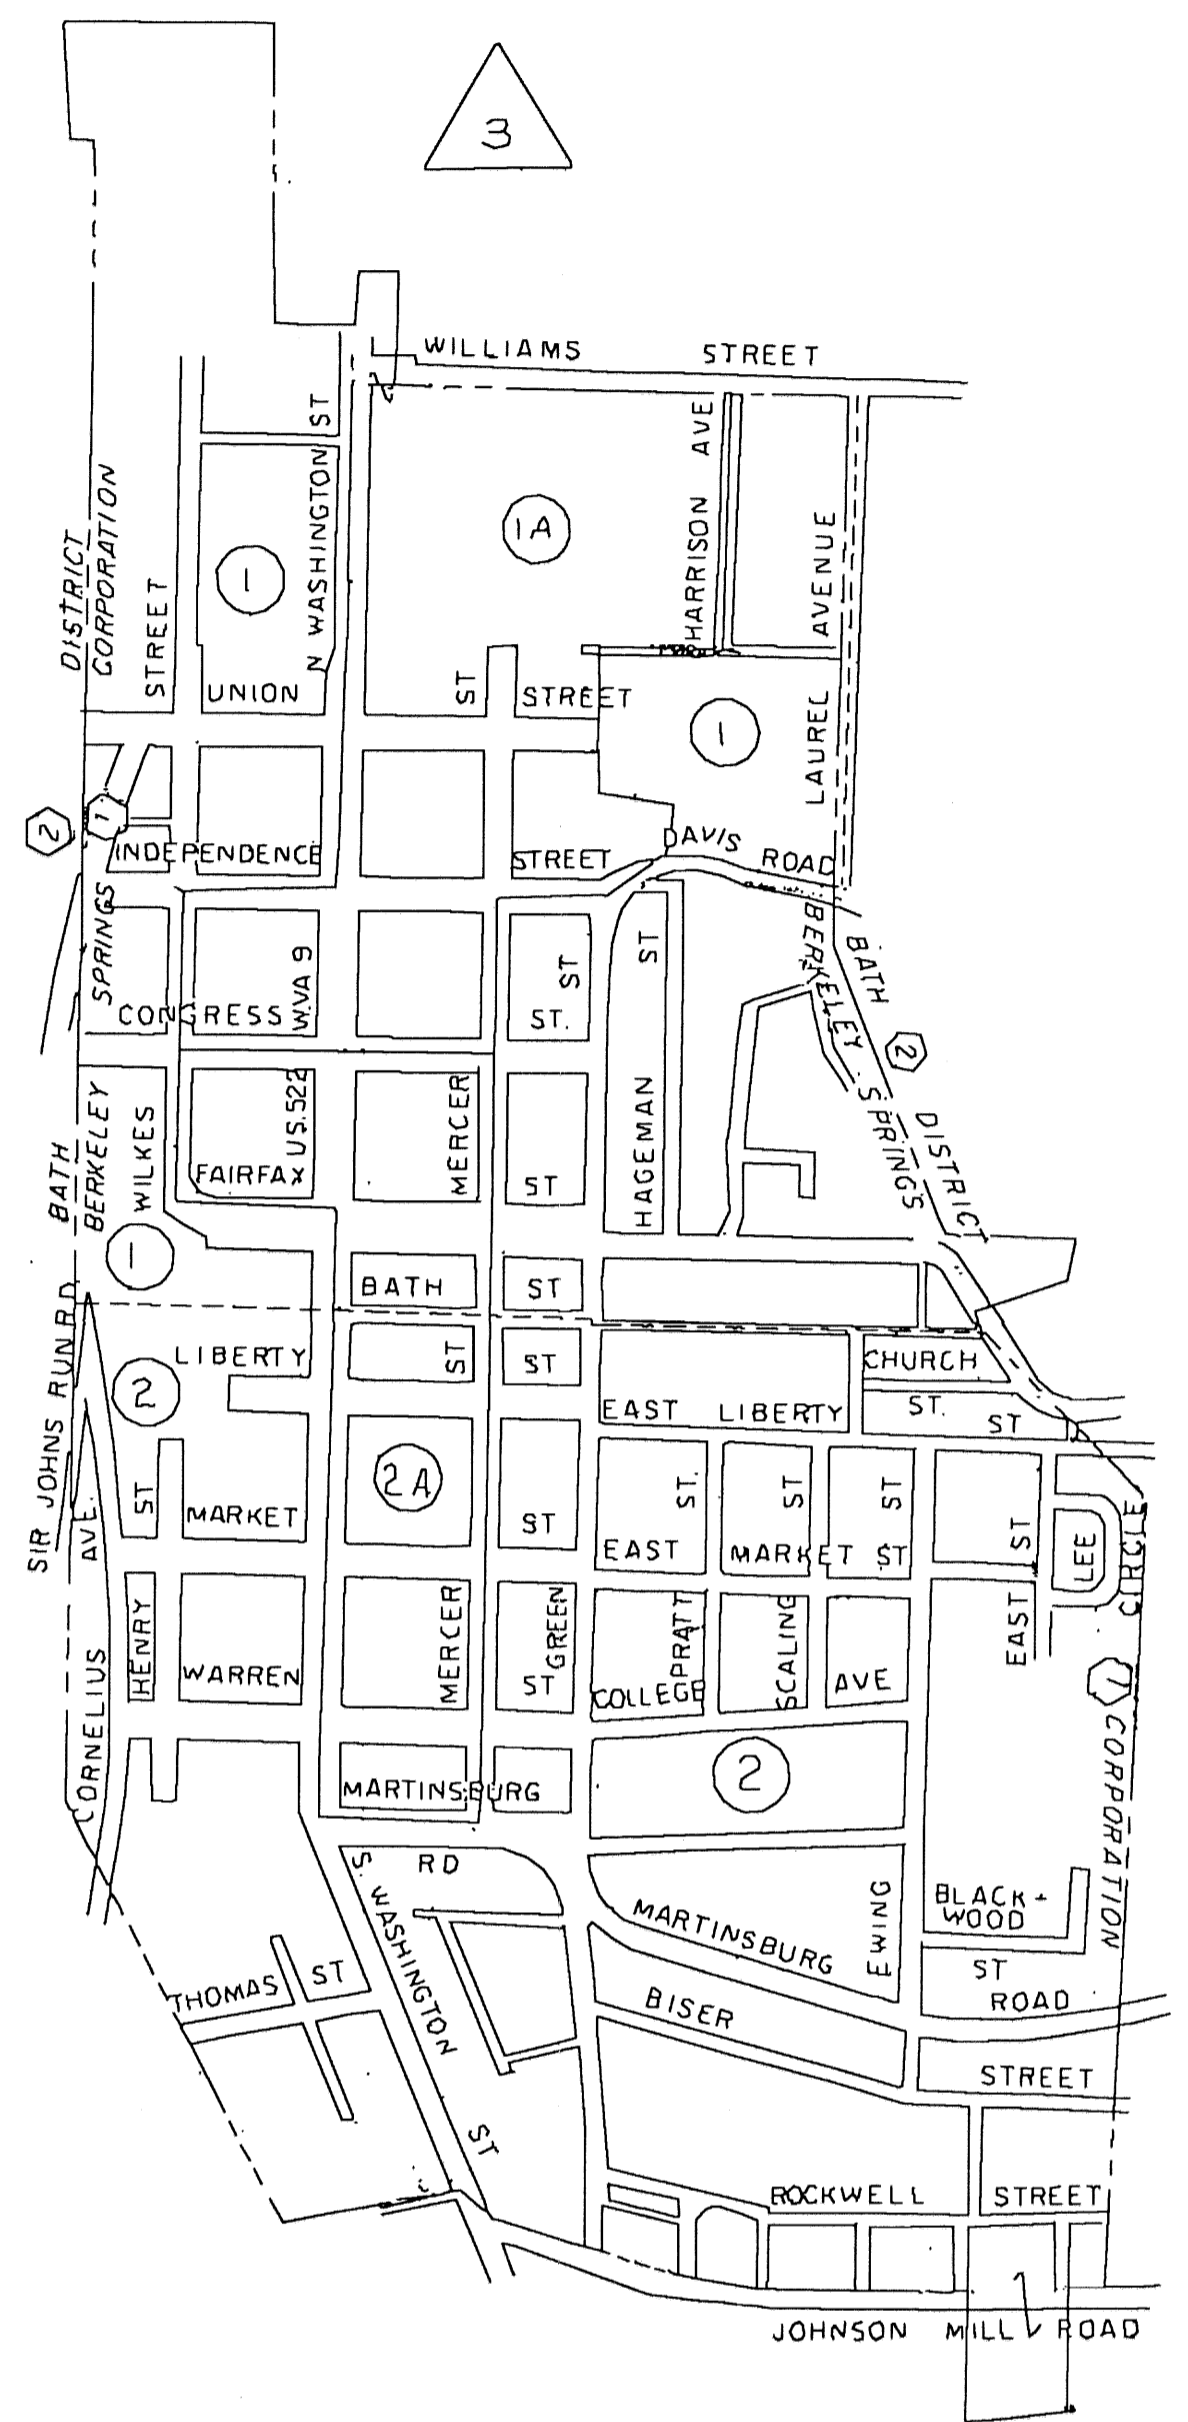 3
WILLIAMS STREET
N WASHINGTON ST
HARRISON AVE
1A
1
LAUREL AVENUE
DISTRICT
CORPORATION
STREET
UNION ST STREET
1
2
1
DAVIS ROAD
INDEPENDENCE STREET
SPRINGS
BERKELEY SPRINGS
BATH DISTRICT
W.VA 9
ST
ST
CONGRESS ST.
2
BATH
BERKELEY
WILKES
U.S. 522
MERCER
HAGEMAN
FAIRFAX ST
1
BATH ST
SIR JOHNS RUN RD
LIBERTY ST ST
CHURCH
ST.
2
EAST LIBERTY ST
2A
ST
ST.
ST
ST
MARKET ST
EAST MARKET ST
EAST ST
LEE CIRCLE
CORNELIUS AVE.
HENRY
MERCER
GREEN
PRATT
SCALING
WARREN ST
COLLEGE AVE
1
CORPORATION
2
MARTINSBURG
RD
S. WASHINGTON ST
MARTINSBURG ROAD
EWING
BLACK-
WOOD
ST
THOMAS ST
BISER STREET
ROCKWELL STREET
JOHNSON MILL ROAD